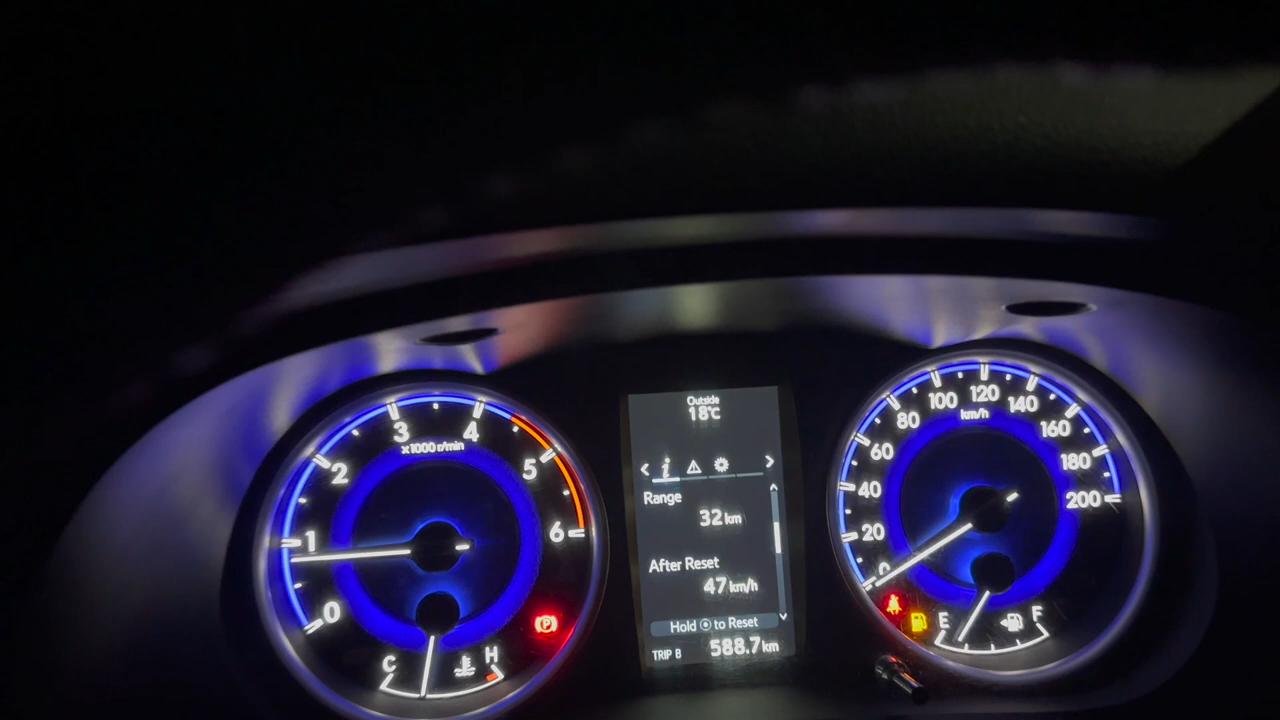 0
1
2
3
4
5
6
x1000 r/min
C
H
P
Outside
18°C
i
Range
32 km
After Reset
47 km/h
Hold ⦿ to Reset
TRIP B 588.7 km
0
20
40
60
80
100
120
140
160
180
200
km/h
E
F